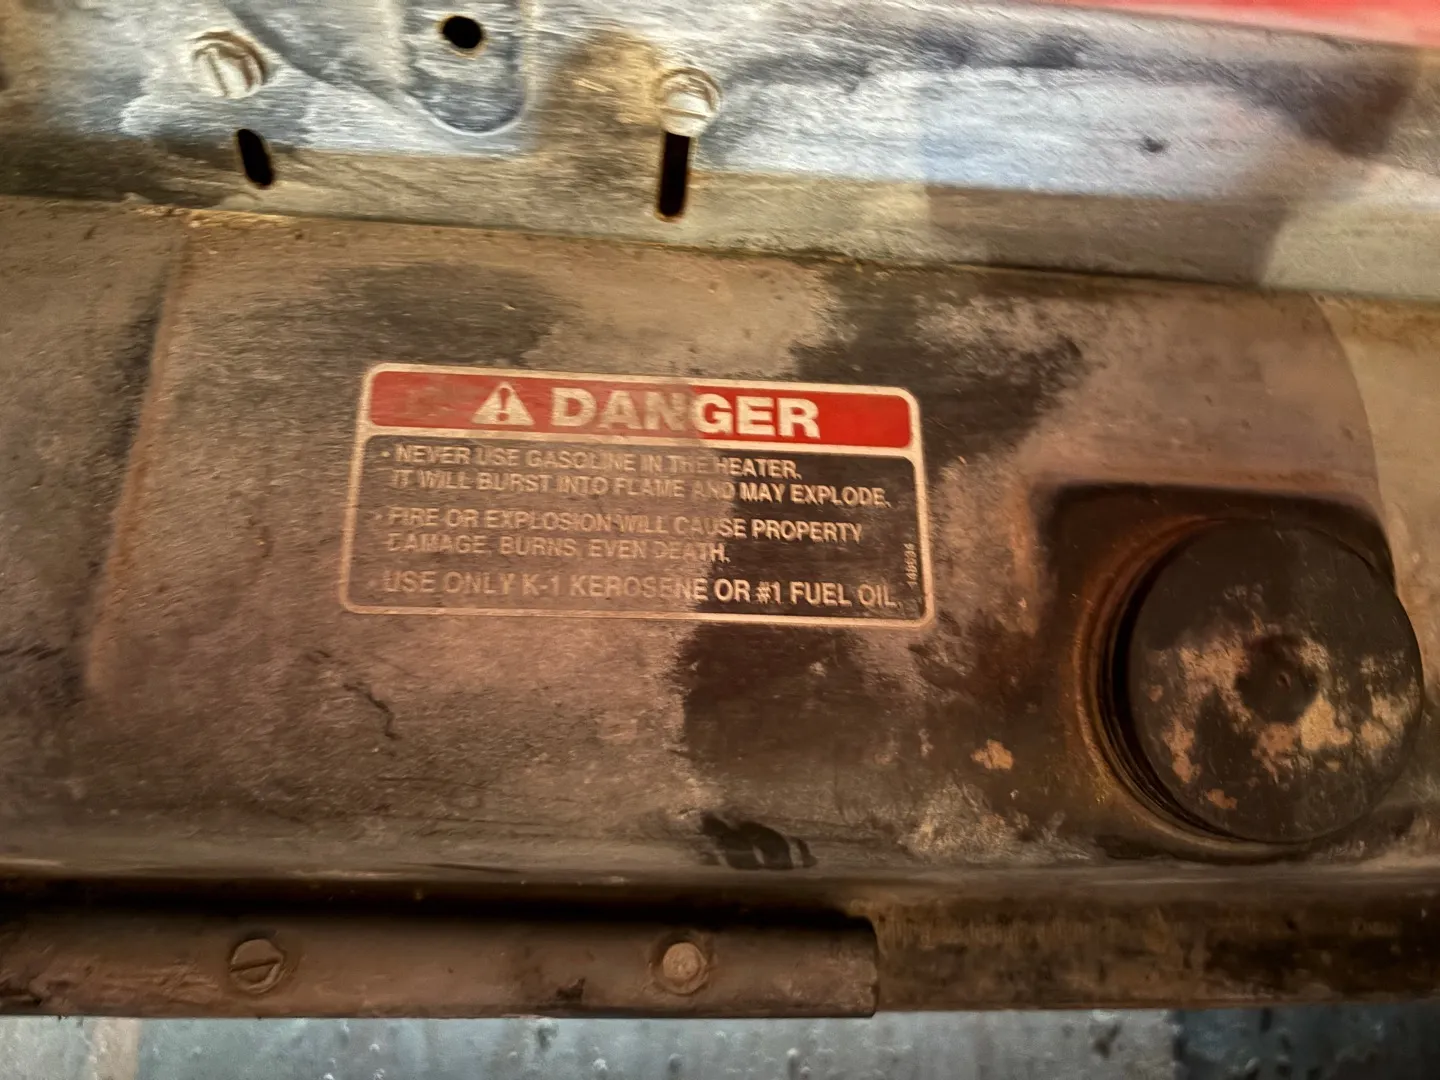 DANGER
• NEVER USE GASOLINE IN THE HEATER.
IT WILL BURST INTO FLAME AND MAY EXPLODE.
• FIRE OR EXPLOSION WILL CAUSE PROPERTY
DAMAGE, BURNS, EVEN DEATH.
• USE ONLY K-1 KEROSENE OR #1 FUEL OIL.